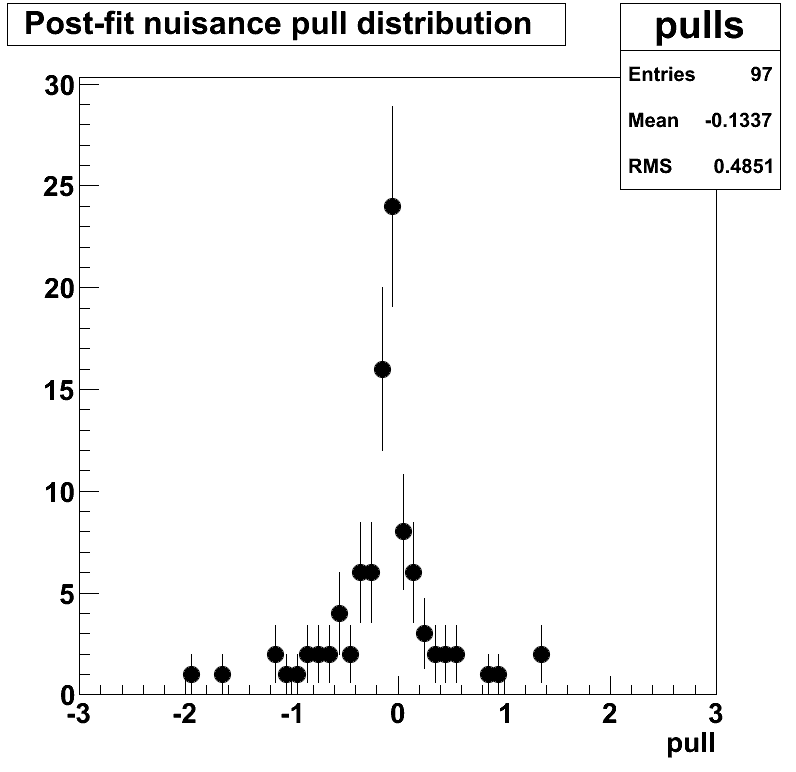 Post-fit nuisance pull distribution
pulls
Entries 97
Mean -0.1337
RMS 0.4851
30
25
20
15
10
5
0
-3 -2 -1 0 1 2 3
pull